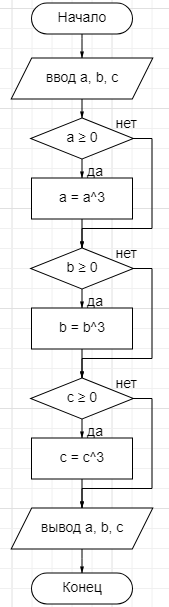 Начало
ввод a, b, c
a ≥ 0
нет
да
a = a^3
b ≥ 0
нет
да
b = b^3
c ≥ 0
нет
да
c = c^3
вывод a, b, c
Конец